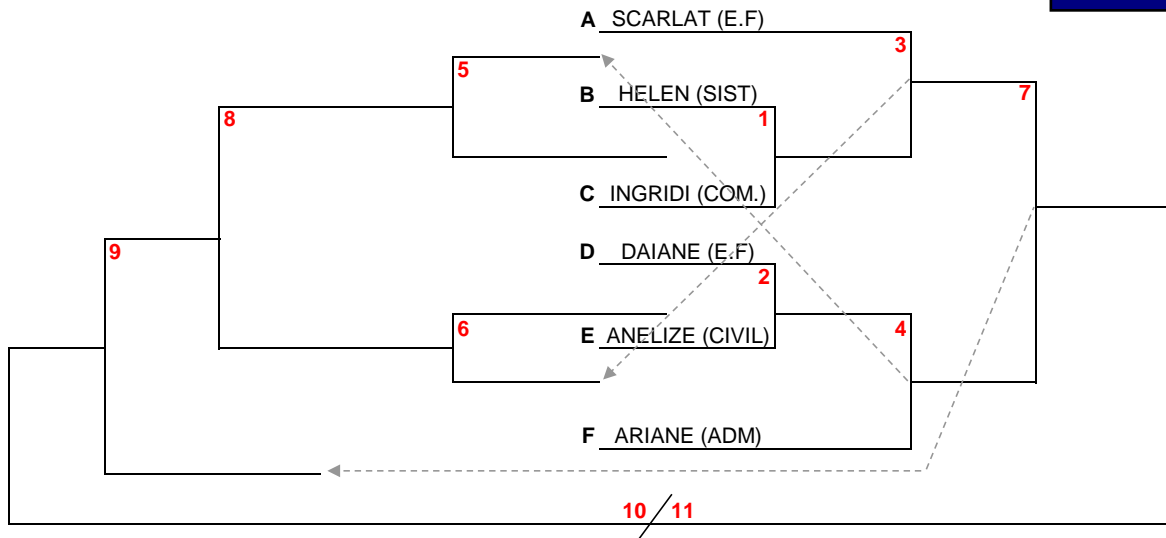 A SCARLAT (E.F)
3
5
7
B HELEN (SIST)
8
1
C INGRIDI (COM.)
9
D DAIANE (E.F)
2
6
4
E ANELIZE (CIVIL)
F ARIANE (ADM)
10 / 11